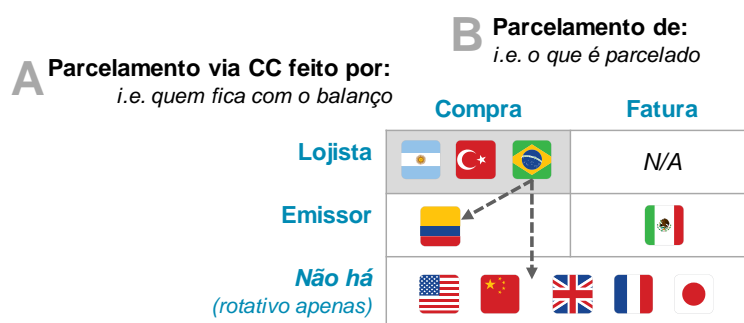 A
Parcelamento via CC feito por:
i.e. quem fica com o balanço
B
Parcelamento de:
i.e. o que é parcelado
Compra
Fatura
Lojista
N/A
Emissor
Não há
(rotativo apenas)